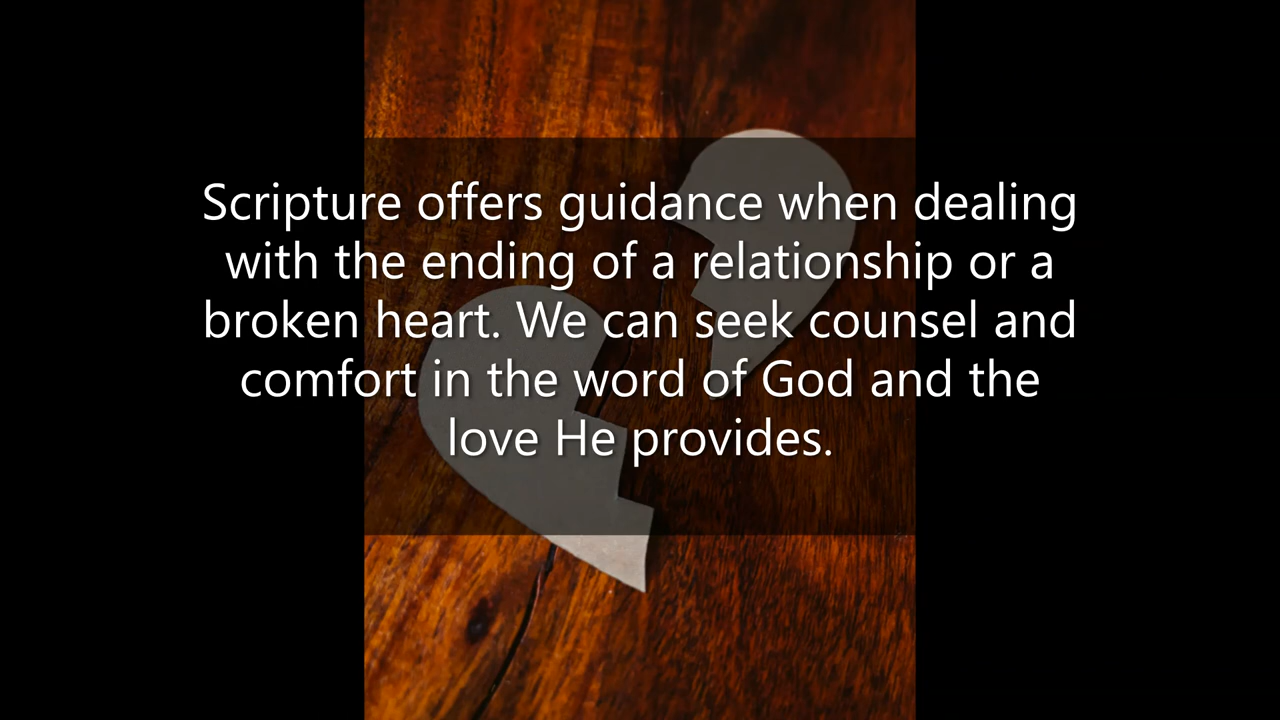 Scripture offers guidance when dealing
with the ending of a relationship or a
broken heart. We can seek counsel and
comfort in the word of God and the
love He provides.